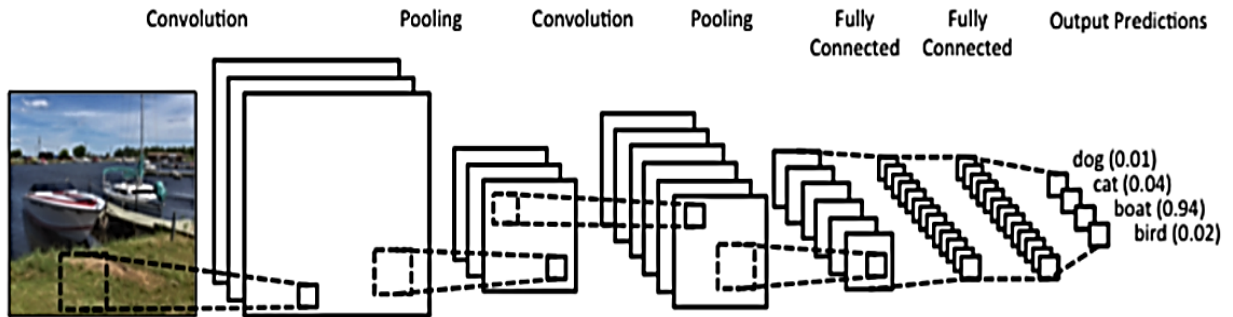 Convolution
Pooling
Convolution
Pooling
Fully
Connected
Fully
Connected
Output Predictions
dog (0.01)
cat (0.04)
boat (0.94)
bird (0.02)